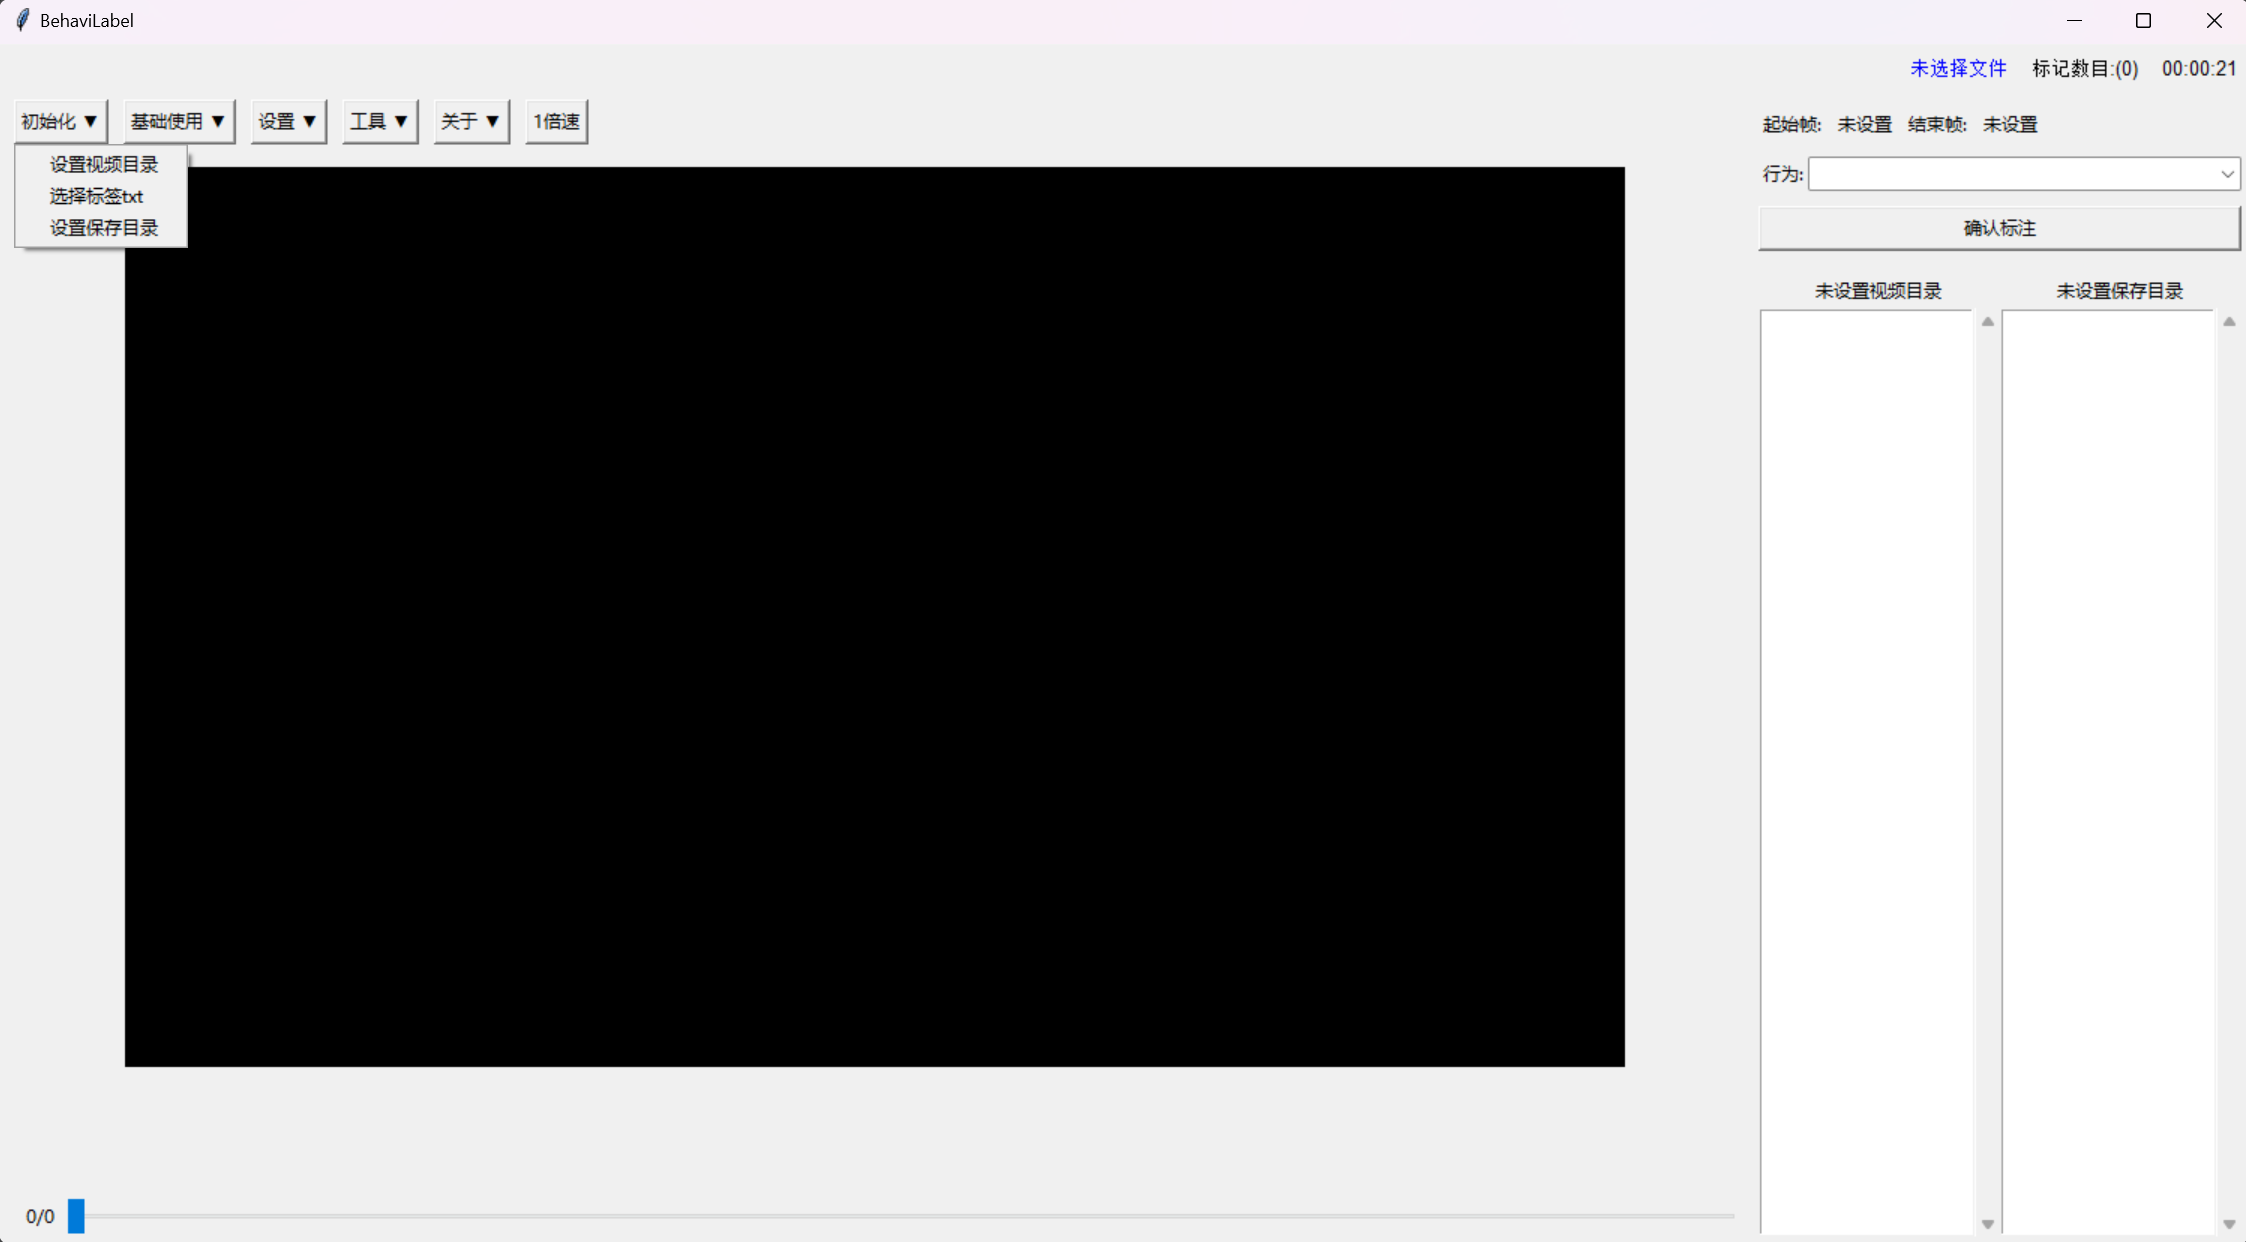 BehaviLabel
未选择文件 标记数目:(0) 00:00:21
初始化 ▼ 基础使用 ▼ 设置 ▼ 工具 ▼ 关于 ▼ 1倍速
设置视频目录
选择标签txt
设置保存目录
起始帧: 未设置 结束帧: 未设置
行为:
确认标注
未设置视频目录 未设置保存目录
0/0